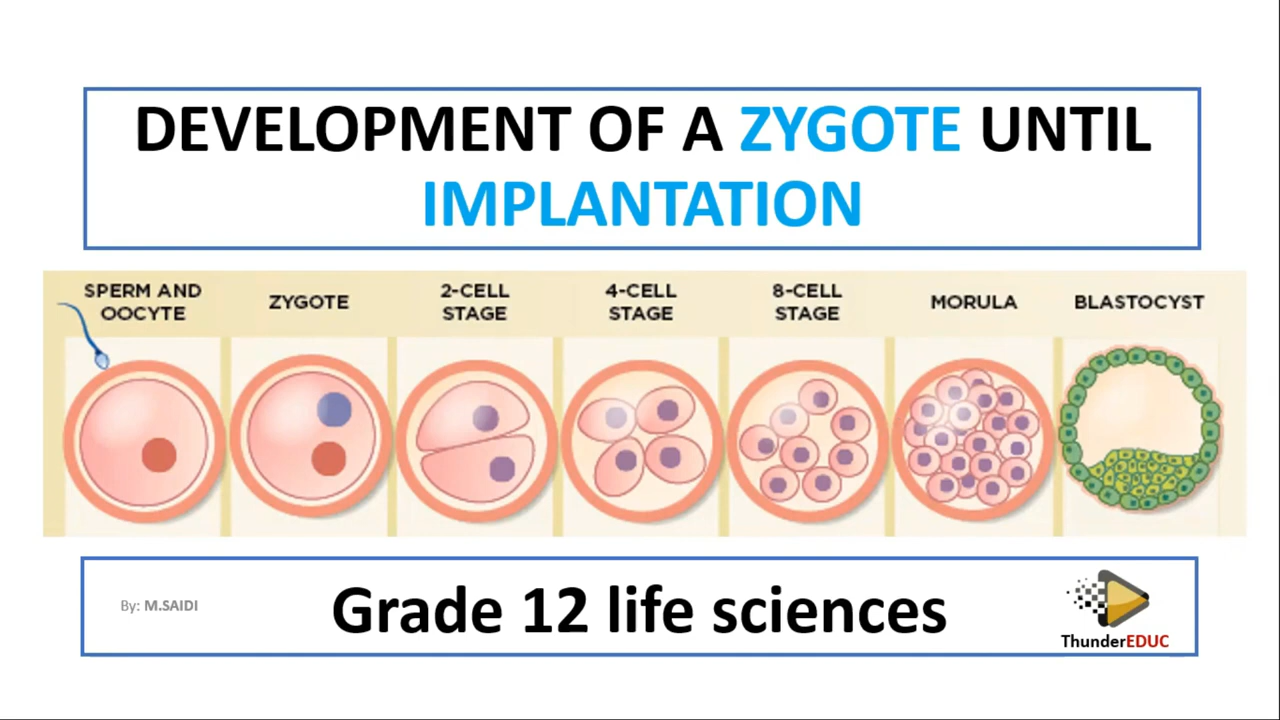 DEVELOPMENT OF A ZYGOTE UNTIL
IMPLANTATION
SPERM AND
OOCYTE
ZYGOTE
2-CELL
STAGE
4-CELL
STAGE
8-CELL
STAGE
MORULA
BLASTOCYST
By: M.SAIDI
Grade 12 life sciences
ThunderEDUC